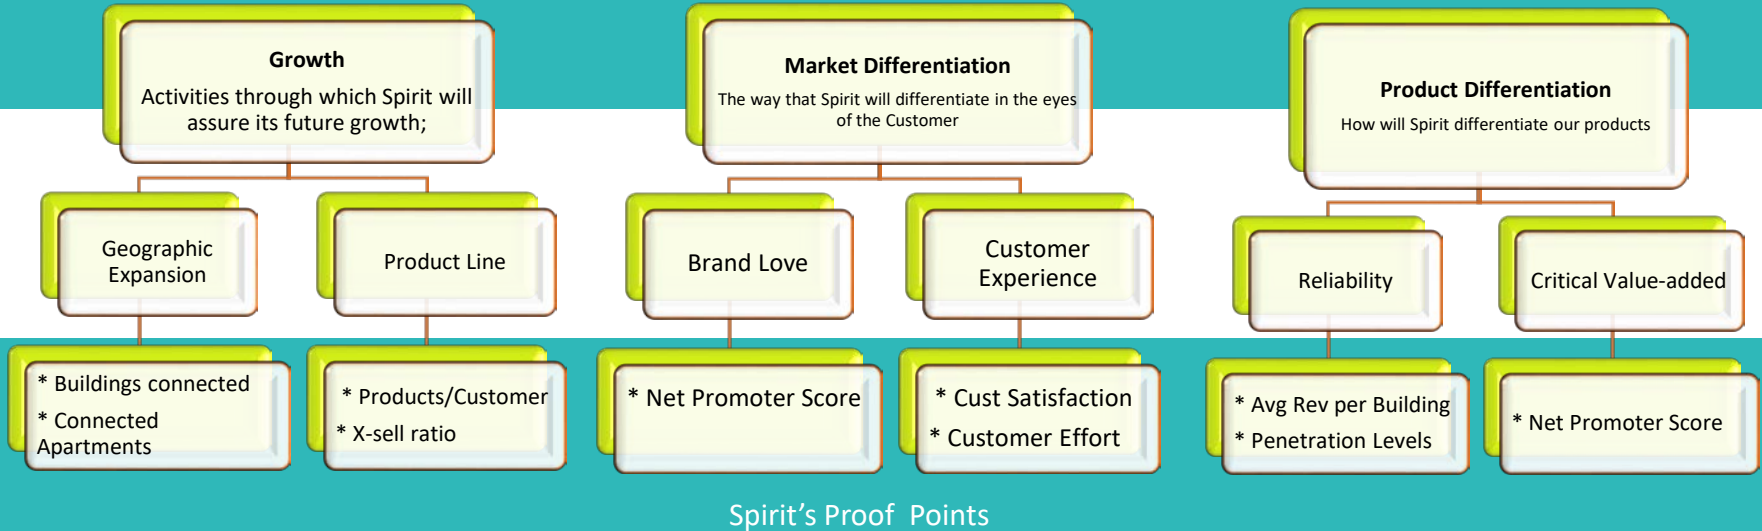 Growth
Activities through which Spirit will
assure its future growth;
Market Differentiation
The way that Spirit will differentiate in the eyes
of the Customer
Product Differentiation
How will Spirit differentiate our products
Geographic
Expansion
Product Line
Brand Love
Customer
Experience
Reliability
Critical Value-added
* Buildings connected
* Connected
Apartments
* Products/Customer
* X-sell ratio
* Net Promoter Score
* Cust Satisfaction
* Customer Effort
* Avg Rev per Building
* Penetration Levels
* Net Promoter Score
Spirit’s Proof  Points